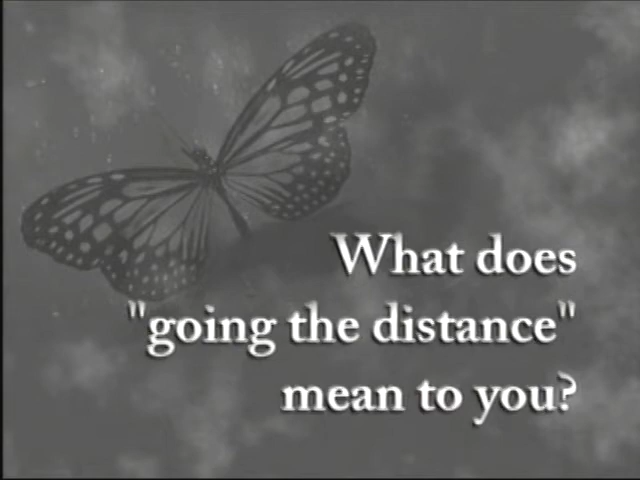 What does
"going the distance"
mean to you?